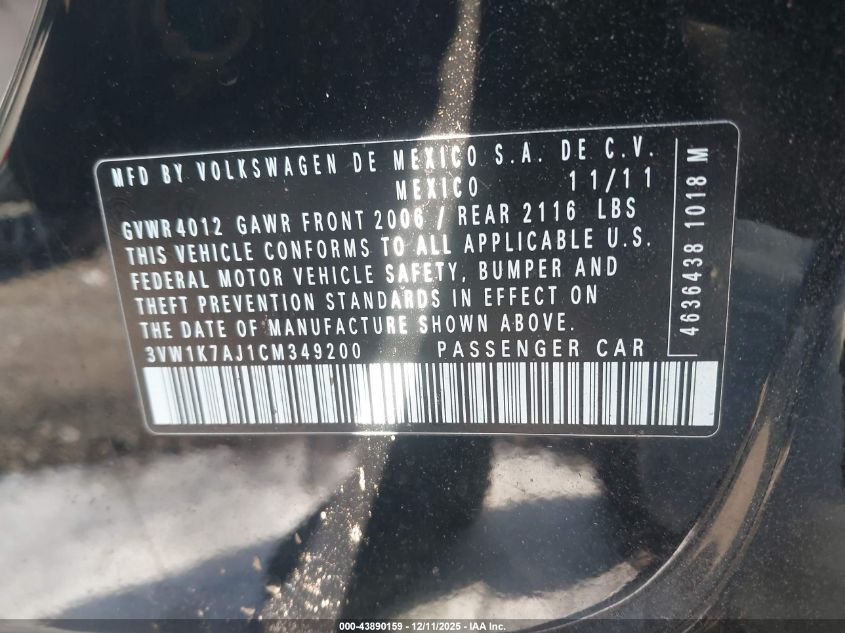 MFD BY VOLKSWAGEN DE MEXICO S.A. DE C.V.
MEXICO 11/11
GVWR 4012 GAWR FRONT 2006 / REAR 2116 LBS
THIS VEHICLE CONFORMS TO ALL APPLICABLE U.S.
FEDERAL MOTOR VEHICLE SAFETY, BUMPER AND
THEFT PREVENTION STANDARDS IN EFFECT ON
THE DATE OF MANUFACTURE SHOWN ABOVE.
3VW1K7AJ1CM349200 PASSENGER CAR
4636438 1018 M
000-43890159 - 12/11/2025 - IAA Inc.